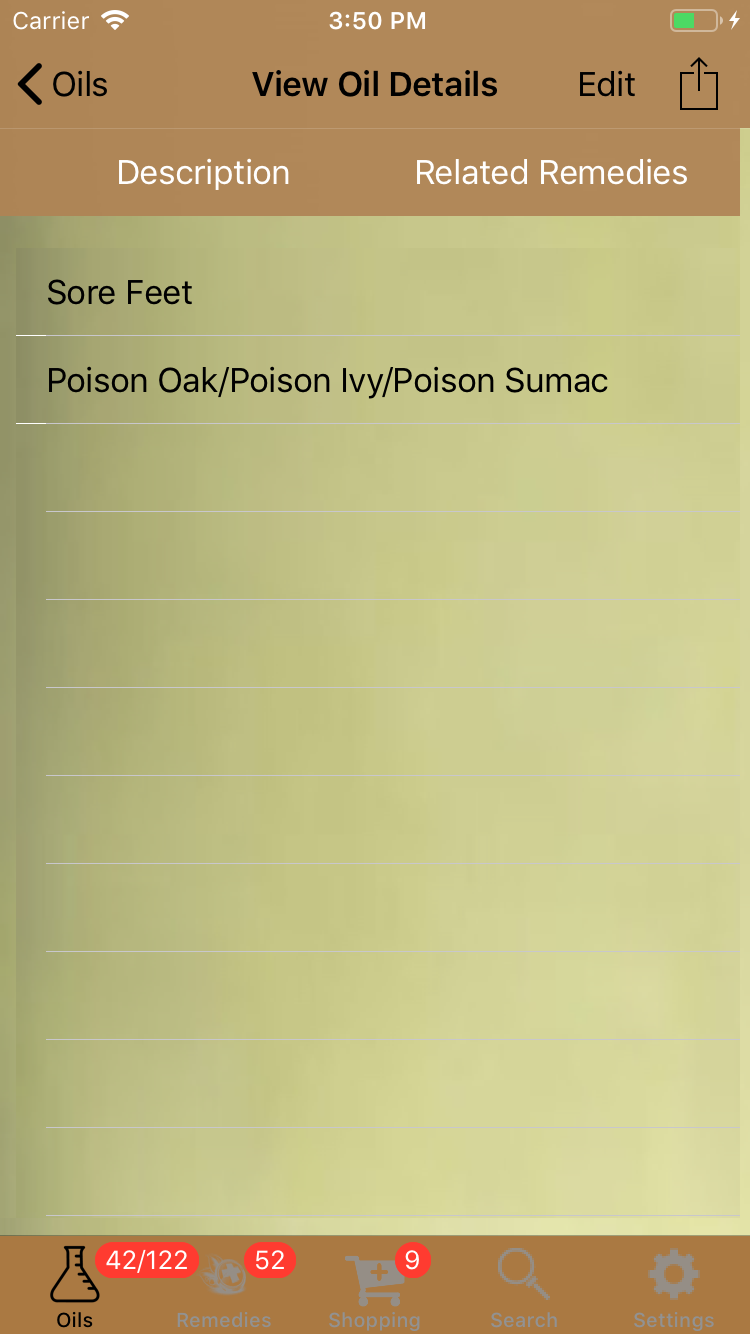 Carrier 3:50 PM
Oils View Oil Details Edit
Description Related Remedies
Sore Feet
Poison Oak/Poison Ivy/Poison Sumac
42/122 52 9
Oils Remedies Shopping Search Settings